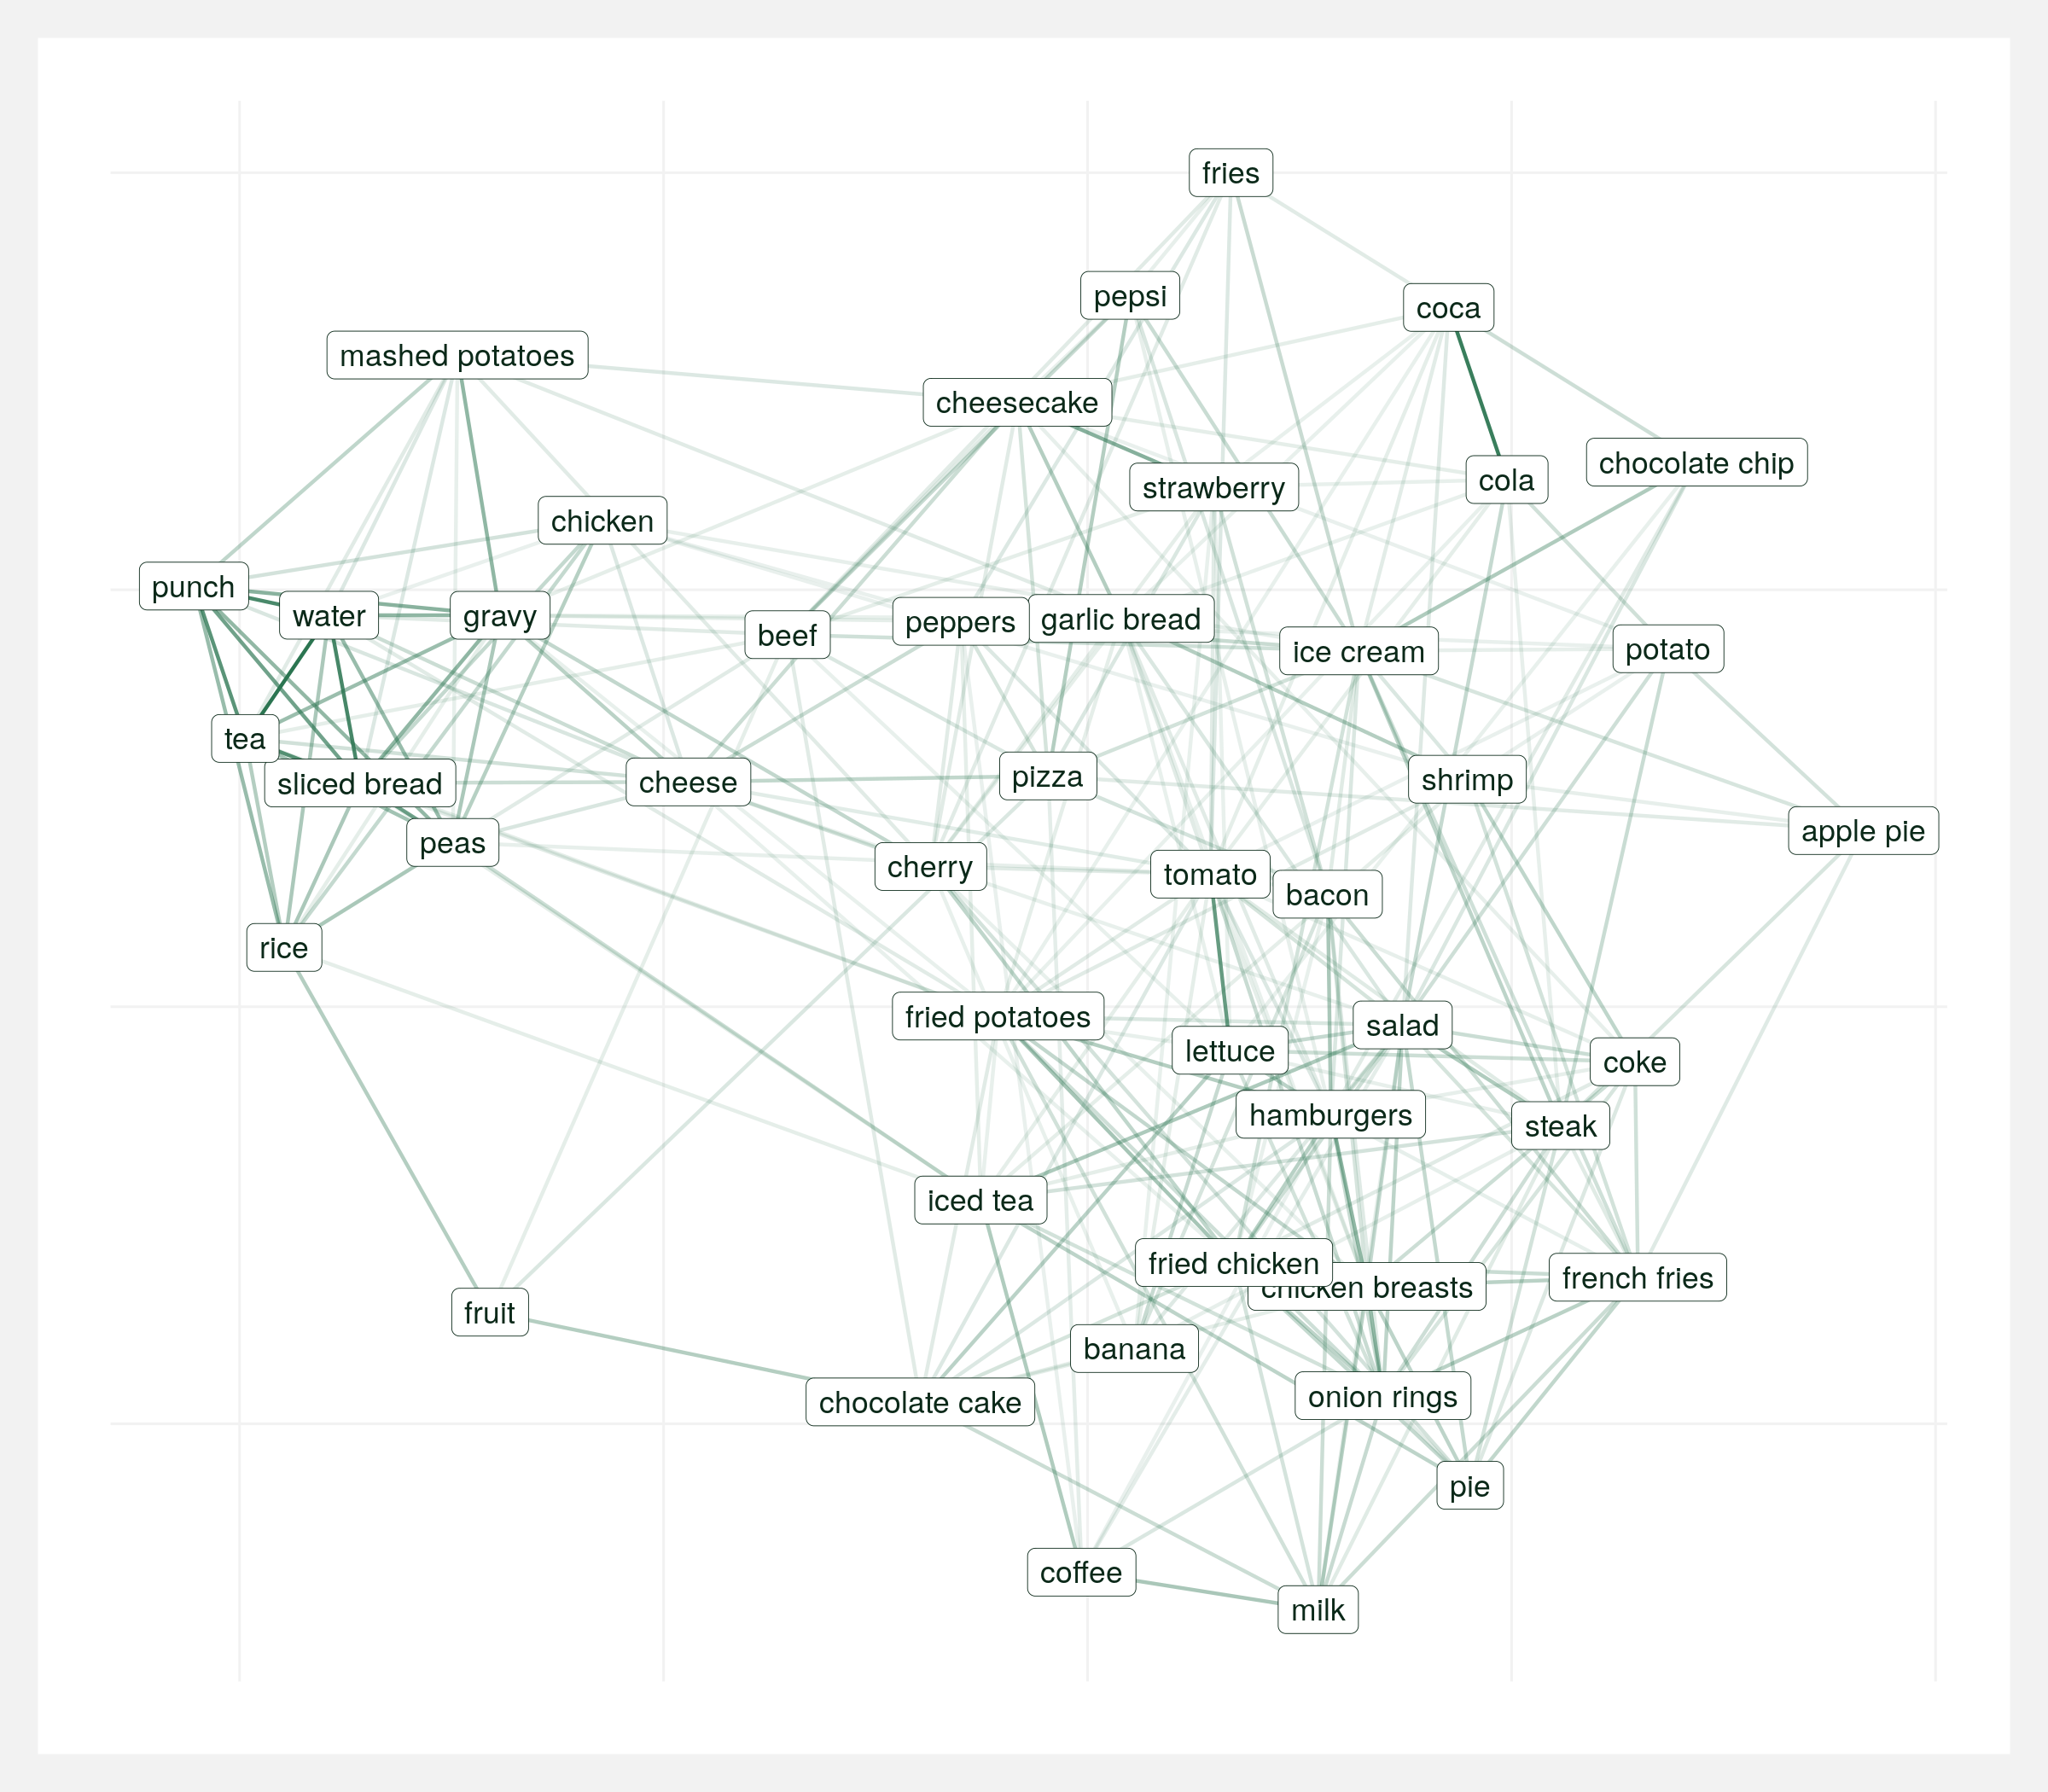 fries
pepsi
coca
mashed potatoes
cheesecake
chocolate chip
cola
strawberry
chicken
punch
water
gravy
beef
peppers
garlic bread
ice cream
potato
tea
sliced bread
cheese
pizza
shrimp
apple pie
peas
cherry
tomato
bacon
rice
fried potatoes
salad
lettuce
coke
hamburgers
steak
iced tea
fried chicken
chicken breasts
french fries
fruit
banana
chocolate cake
onion rings
pie
coffee
milk